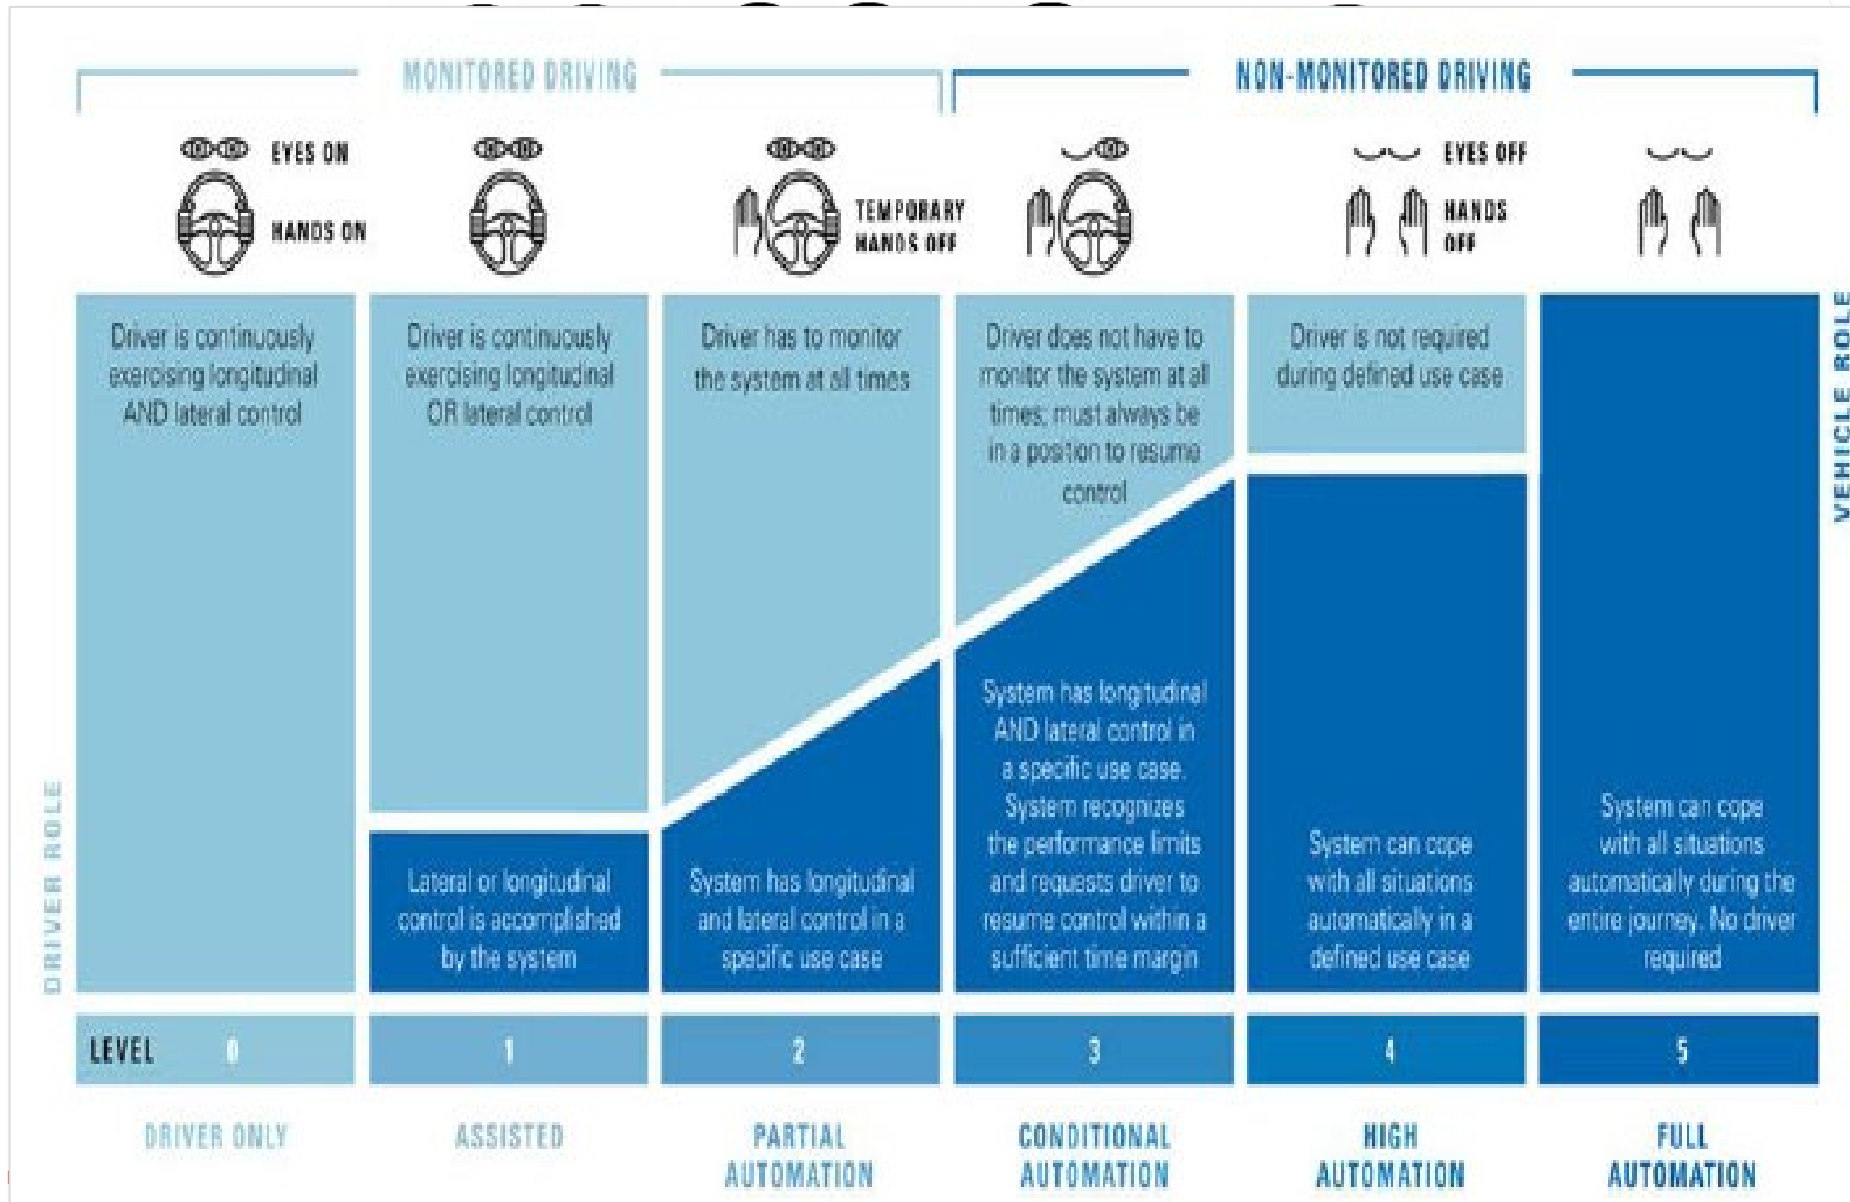 MONITORED DRIVING
NON-MONITORED DRIVING
EYES ON
HANDS ON
TEMPORARY
HANDS OFF
EYES OFF
HANDS
OFF
Driver is continuously
exercising longitudinal
AND lateral control
Driver is continuously
exercising longitudinal
OR lateral control
Driver has to monitor
the system at all times
Driver does not have to
monitor the system at all
times; must always be
in a position to resume
control
Driver is not required
during defined use case
VEHICLE ROLE
DRIVER ROLE
Lateral or longitudinal
control is accomplished
by the system
System has longitudinal
and lateral control in a
specific use case
System has longitudinal
AND lateral control in
a specific use case.
System recognizes
the performance limits
and requests driver to
resume control within a
sufficient time margin
System can cope
with all situations
automatically in a
defined use case
System can cope
with all situations
automatically during the
entire journey. No driver
required
LEVEL 0 1 2 3 4 5
DRIVER ONLY
ASSISTED
PARTIAL
AUTOMATION
CONDITIONAL
AUTOMATION
HIGH
AUTOMATION
FULL
AUTOMATION